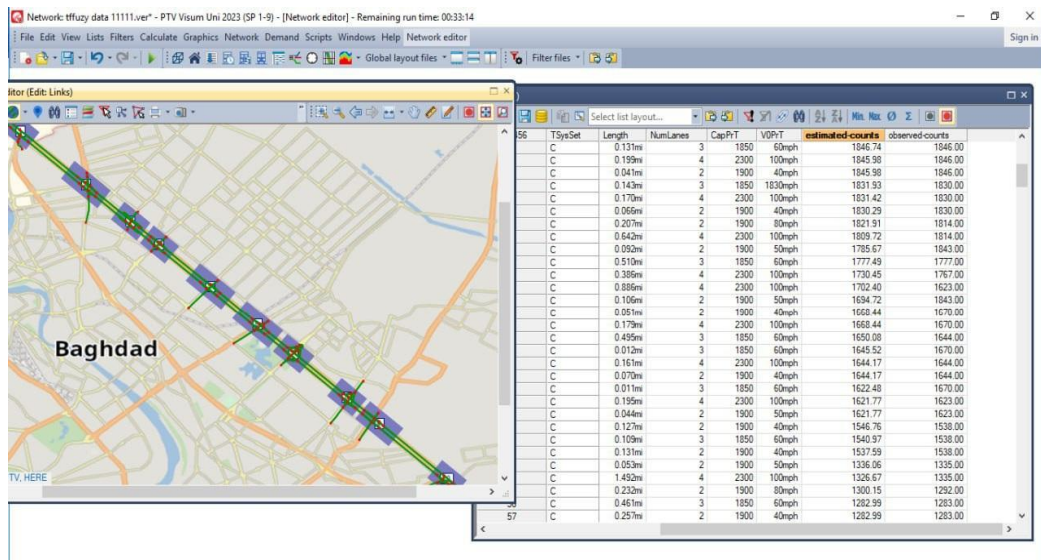 Network: tffuzy data 11111.ver* - PTV Visum Uni 2023 (SP 1-9) - [Network editor] - Remaining run time: 00:33:14
File Edit View Lists Filters Calculate Graphics Network Demand Scripts Windows Help Network editor Sign in
Global layout files Filter files
itor (Edit: Links)
Select list layout... Min. Max. Ø Σ
456 TSysSet Length NumLanes CapPrT V0PrT estimated-counts observed-counts
C 0.131mi 3 1850 60mph 1846.74 1846.00
C 0.199mi 4 2300 100mph 1845.98 1846.00
C 0.041mi 2 1900 40mph 1845.98 1846.00
C 0.143mi 3 1850 1830mph 1831.93 1830.00
C 0.170mi 4 2300 100mph 1831.42 1830.00
C 0.066mi 2 1900 40mph 1830.29 1830.00
C 0.207mi 2 1900 80mph 1821.91 1814.00
C 0.642mi 4 2300 100mph 1809.72 1814.00
C 0.092mi 2 1900 50mph 1785.67 1843.00
C 0.510mi 3 1850 60mph 1777.49 1777.00
C 0.386mi 4 2300 100mph 1730.45 1767.00
C 0.886mi 4 2300 100mph 1702.40 1623.00
C 0.106mi 2 1900 50mph 1694.72 1843.00
C 0.051mi 2 1900 40mph 1668.44 1670.00
C 0.179mi 4 2300 100mph 1668.44 1670.00
C 0.495mi 3 1850 60mph 1650.08 1644.00
C 0.012mi 3 1850 60mph 1645.52 1670.00
C 0.161mi 4 2300 100mph 1644.17 1644.00
C 0.070mi 2 1900 40mph 1644.17 1644.00
C 0.011mi 3 1850 60mph 1622.48 1670.00
C 0.195mi 4 2300 100mph 1621.77 1623.00
C 0.044mi 2 1900 50mph 1621.77 1623.00
C 0.127mi 2 1900 40mph 1546.76 1538.00
C 0.109mi 3 1850 60mph 1540.97 1538.00
C 0.131mi 2 1900 40mph 1537.59 1538.00
C 0.053mi 2 1900 50mph 1336.06 1335.00
C 1.492mi 4 2300 100mph 1326.67 1335.00
C 0.232mi 2 1900 80mph 1300.15 1292.00
C 0.461mi 3 1850 60mph 1282.99 1283.00
57 C 0.257mi 2 1900 40mph 1282.99 1283.00
Baghdad
TV, HERE